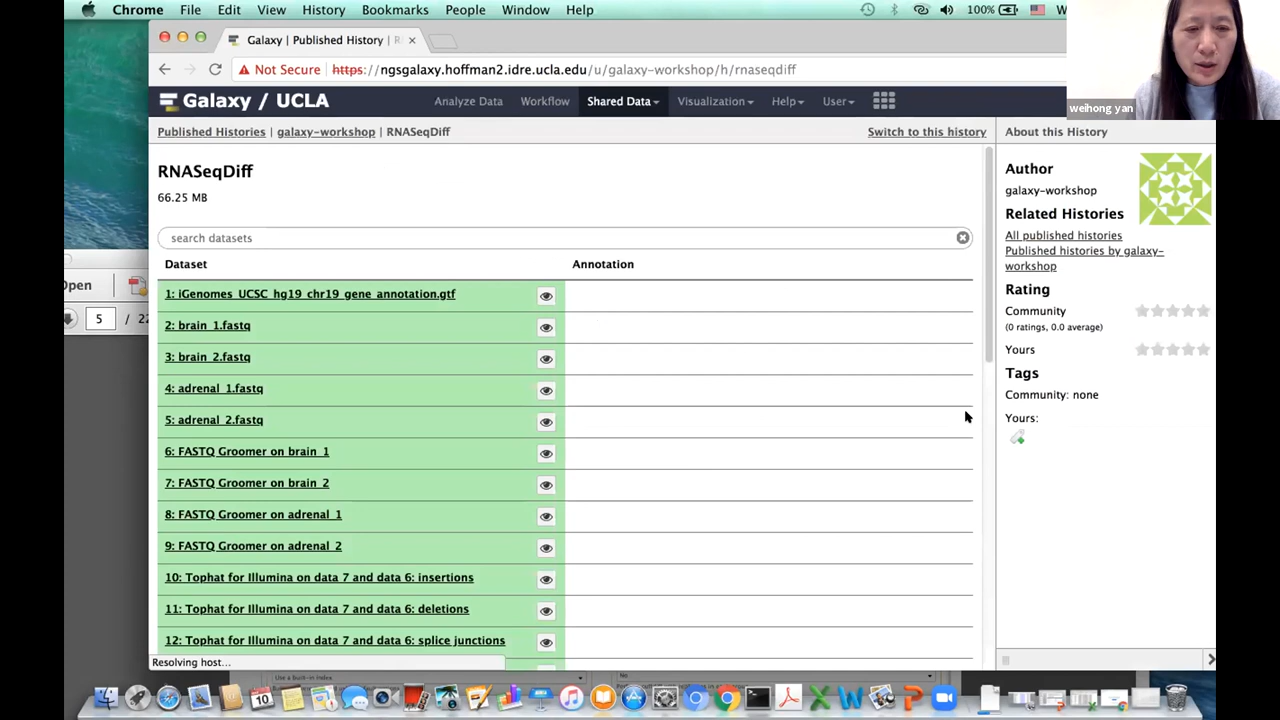 Chrome File Edit View History Bookmarks People Window Help 100%
Galaxy | Published History | R
Not Secure https://ngsgalaxy.hoffman2.idre.ucla.edu/u/galaxy-workshop/h/rnaseqdiff
weihong yan
Galaxy / UCLA Analyze Data Workflow Shared Data Visualization Help User
Published Histories | galaxy-workshop | RNASeqDiff Switch to this history
About this History
RNASeqDiff
66.25 MB
search datasets
Dataset Annotation
1: iGenomes_UCSC_hg19_chr19_gene_annotation.gtf
2: brain_1.fastq
3: brain_2.fastq
4: adrenal_1.fastq
5: adrenal_2.fastq
6: FASTQ Groomer on brain_1
7: FASTQ Groomer on brain_2
8: FASTQ Groomer on adrenal_1
9: FASTQ Groomer on adrenal_2
10: Tophat for Illumina on data 7 and data 6: insertions
11: Tophat for Illumina on data 7 and data 6: deletions
12: Tophat for Illumina on data 7 and data 6: splice junctions
Resolving host...
Author
galaxy-workshop
Related Histories
All published histories
Published histories by galaxy-
workshop
Rating
Community
(0 ratings, 0.0 average)
Yours
Tags
Community: none
Yours:
Open
5 / 22
Use a built-in index
No
10